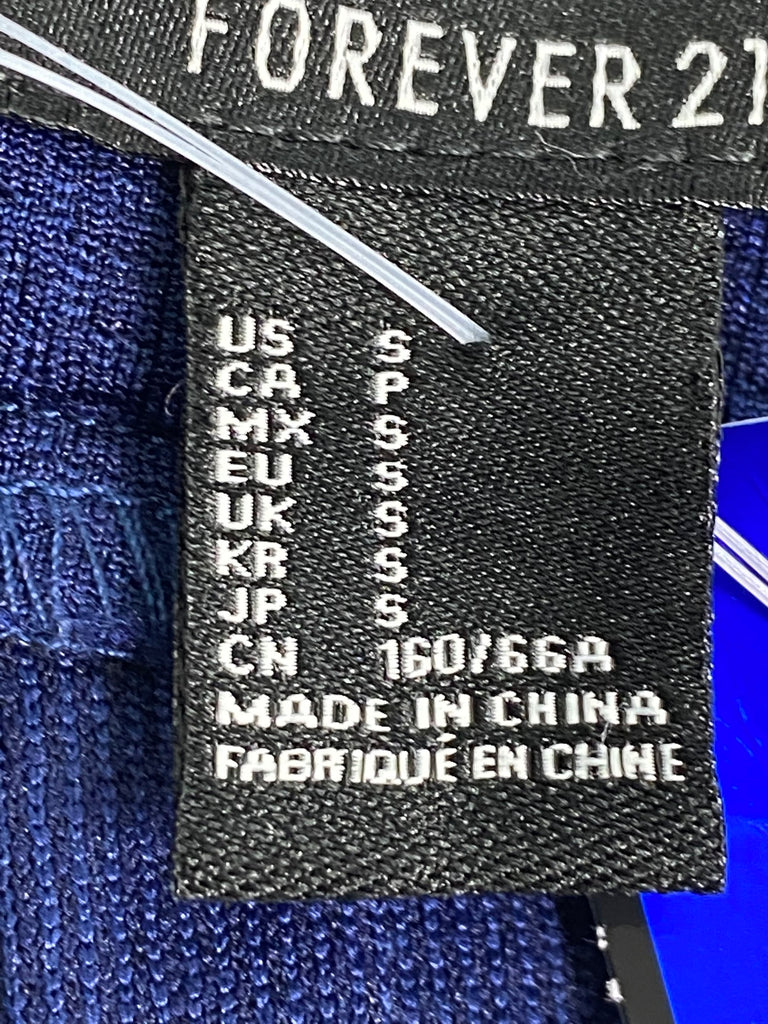 FOREVER 21
US S
CA P
MX S
EU S
UK S
KR S
JP S
CN 160/66A
MADE IN CHINA
FABRIQUÉ EN CHINE